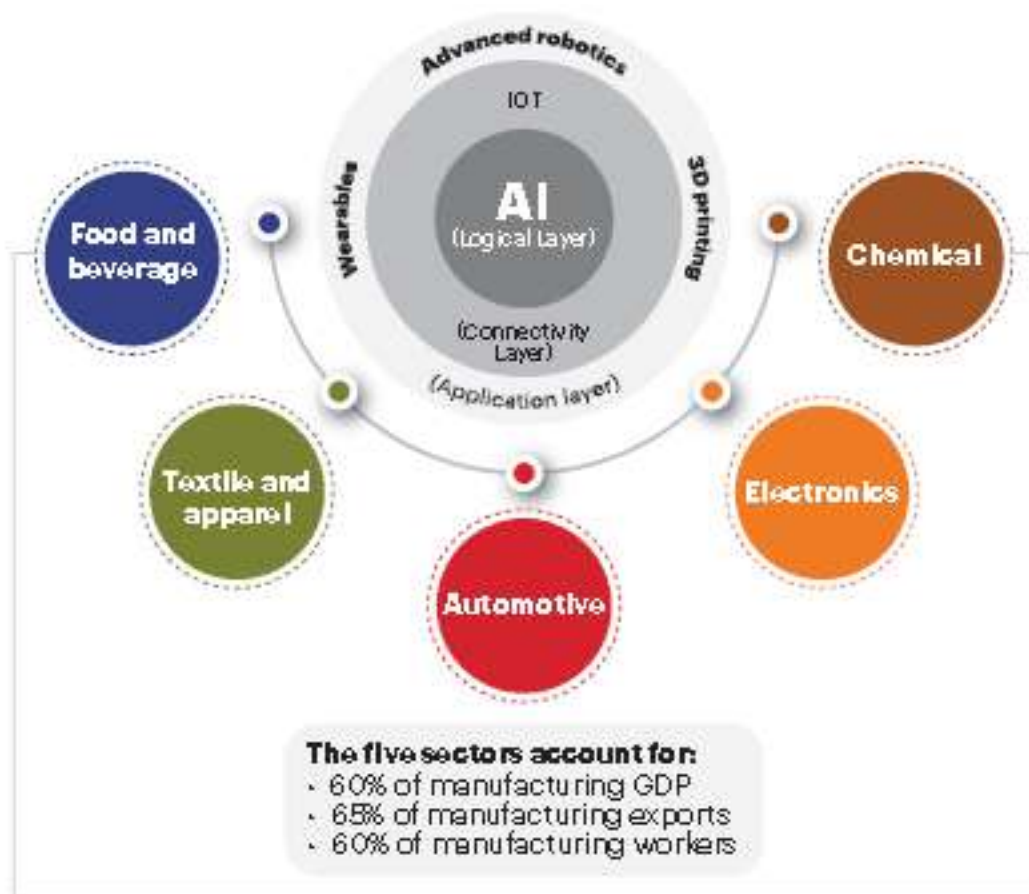 Advanced robotics
IOT
Wearables
3D printing
AI
(Logical Layer)
(Connectivity
Layer)
(Application layer)
Food and
beverage
Chemical
Textile and
apparel
Electronics
Automotive
The five sectors account for:
• 60% of manufacturing GDP
• 65% of manufacturing exports
• 60% of manufacturing workers